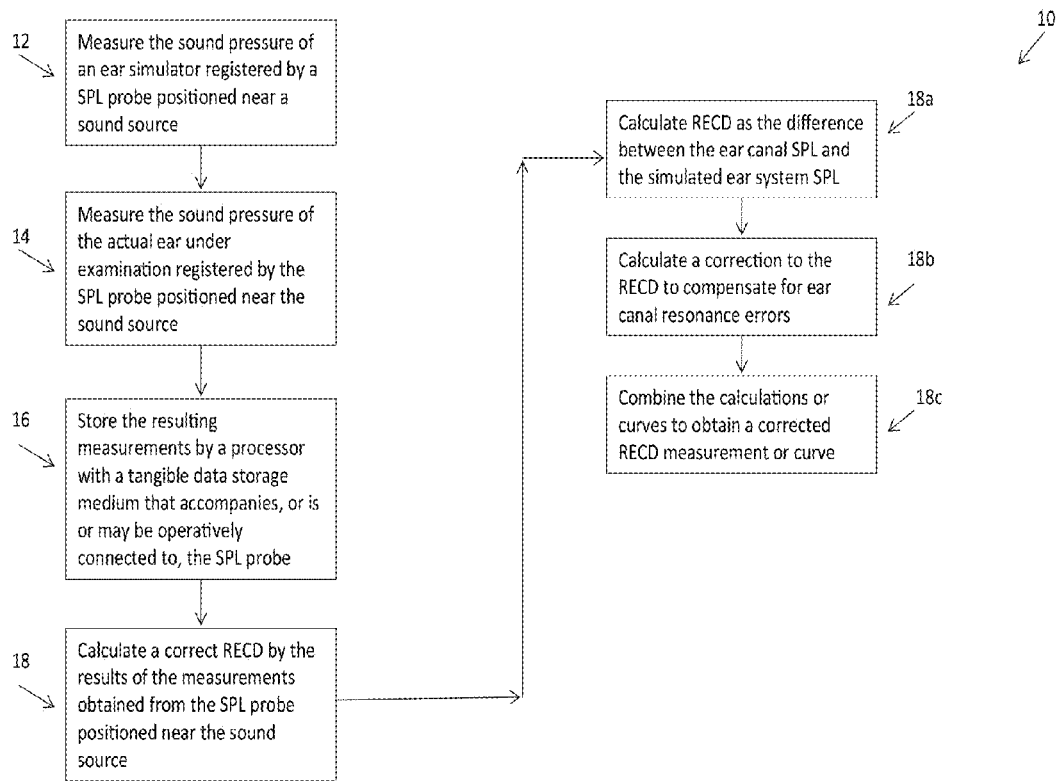 10
12
Measure the sound pressure of
an ear simulator registered by a
SPL probe positioned near a
sound source
14
Measure the sound pressure of
the actual ear under
examination registered by the
SPL probe positioned near the
sound source
16
Store the resulting
measurements by a processor
with a tangible data storage
medium that accompanies, or is
or may be operatively
connected to, the SPL probe
18
Calculate a correct RECD by the
results of the measurements
obtained from the SPL probe
positioned near the sound
source
18a
Calculate RECD as the difference
between the ear canal SPL and
the simulated ear system SPL
18b
Calculate a correction to the
RECD to compensate for ear
canal resonance errors
18c
Combine the calculations or
curves to obtain a corrected
RECD measurement or curve